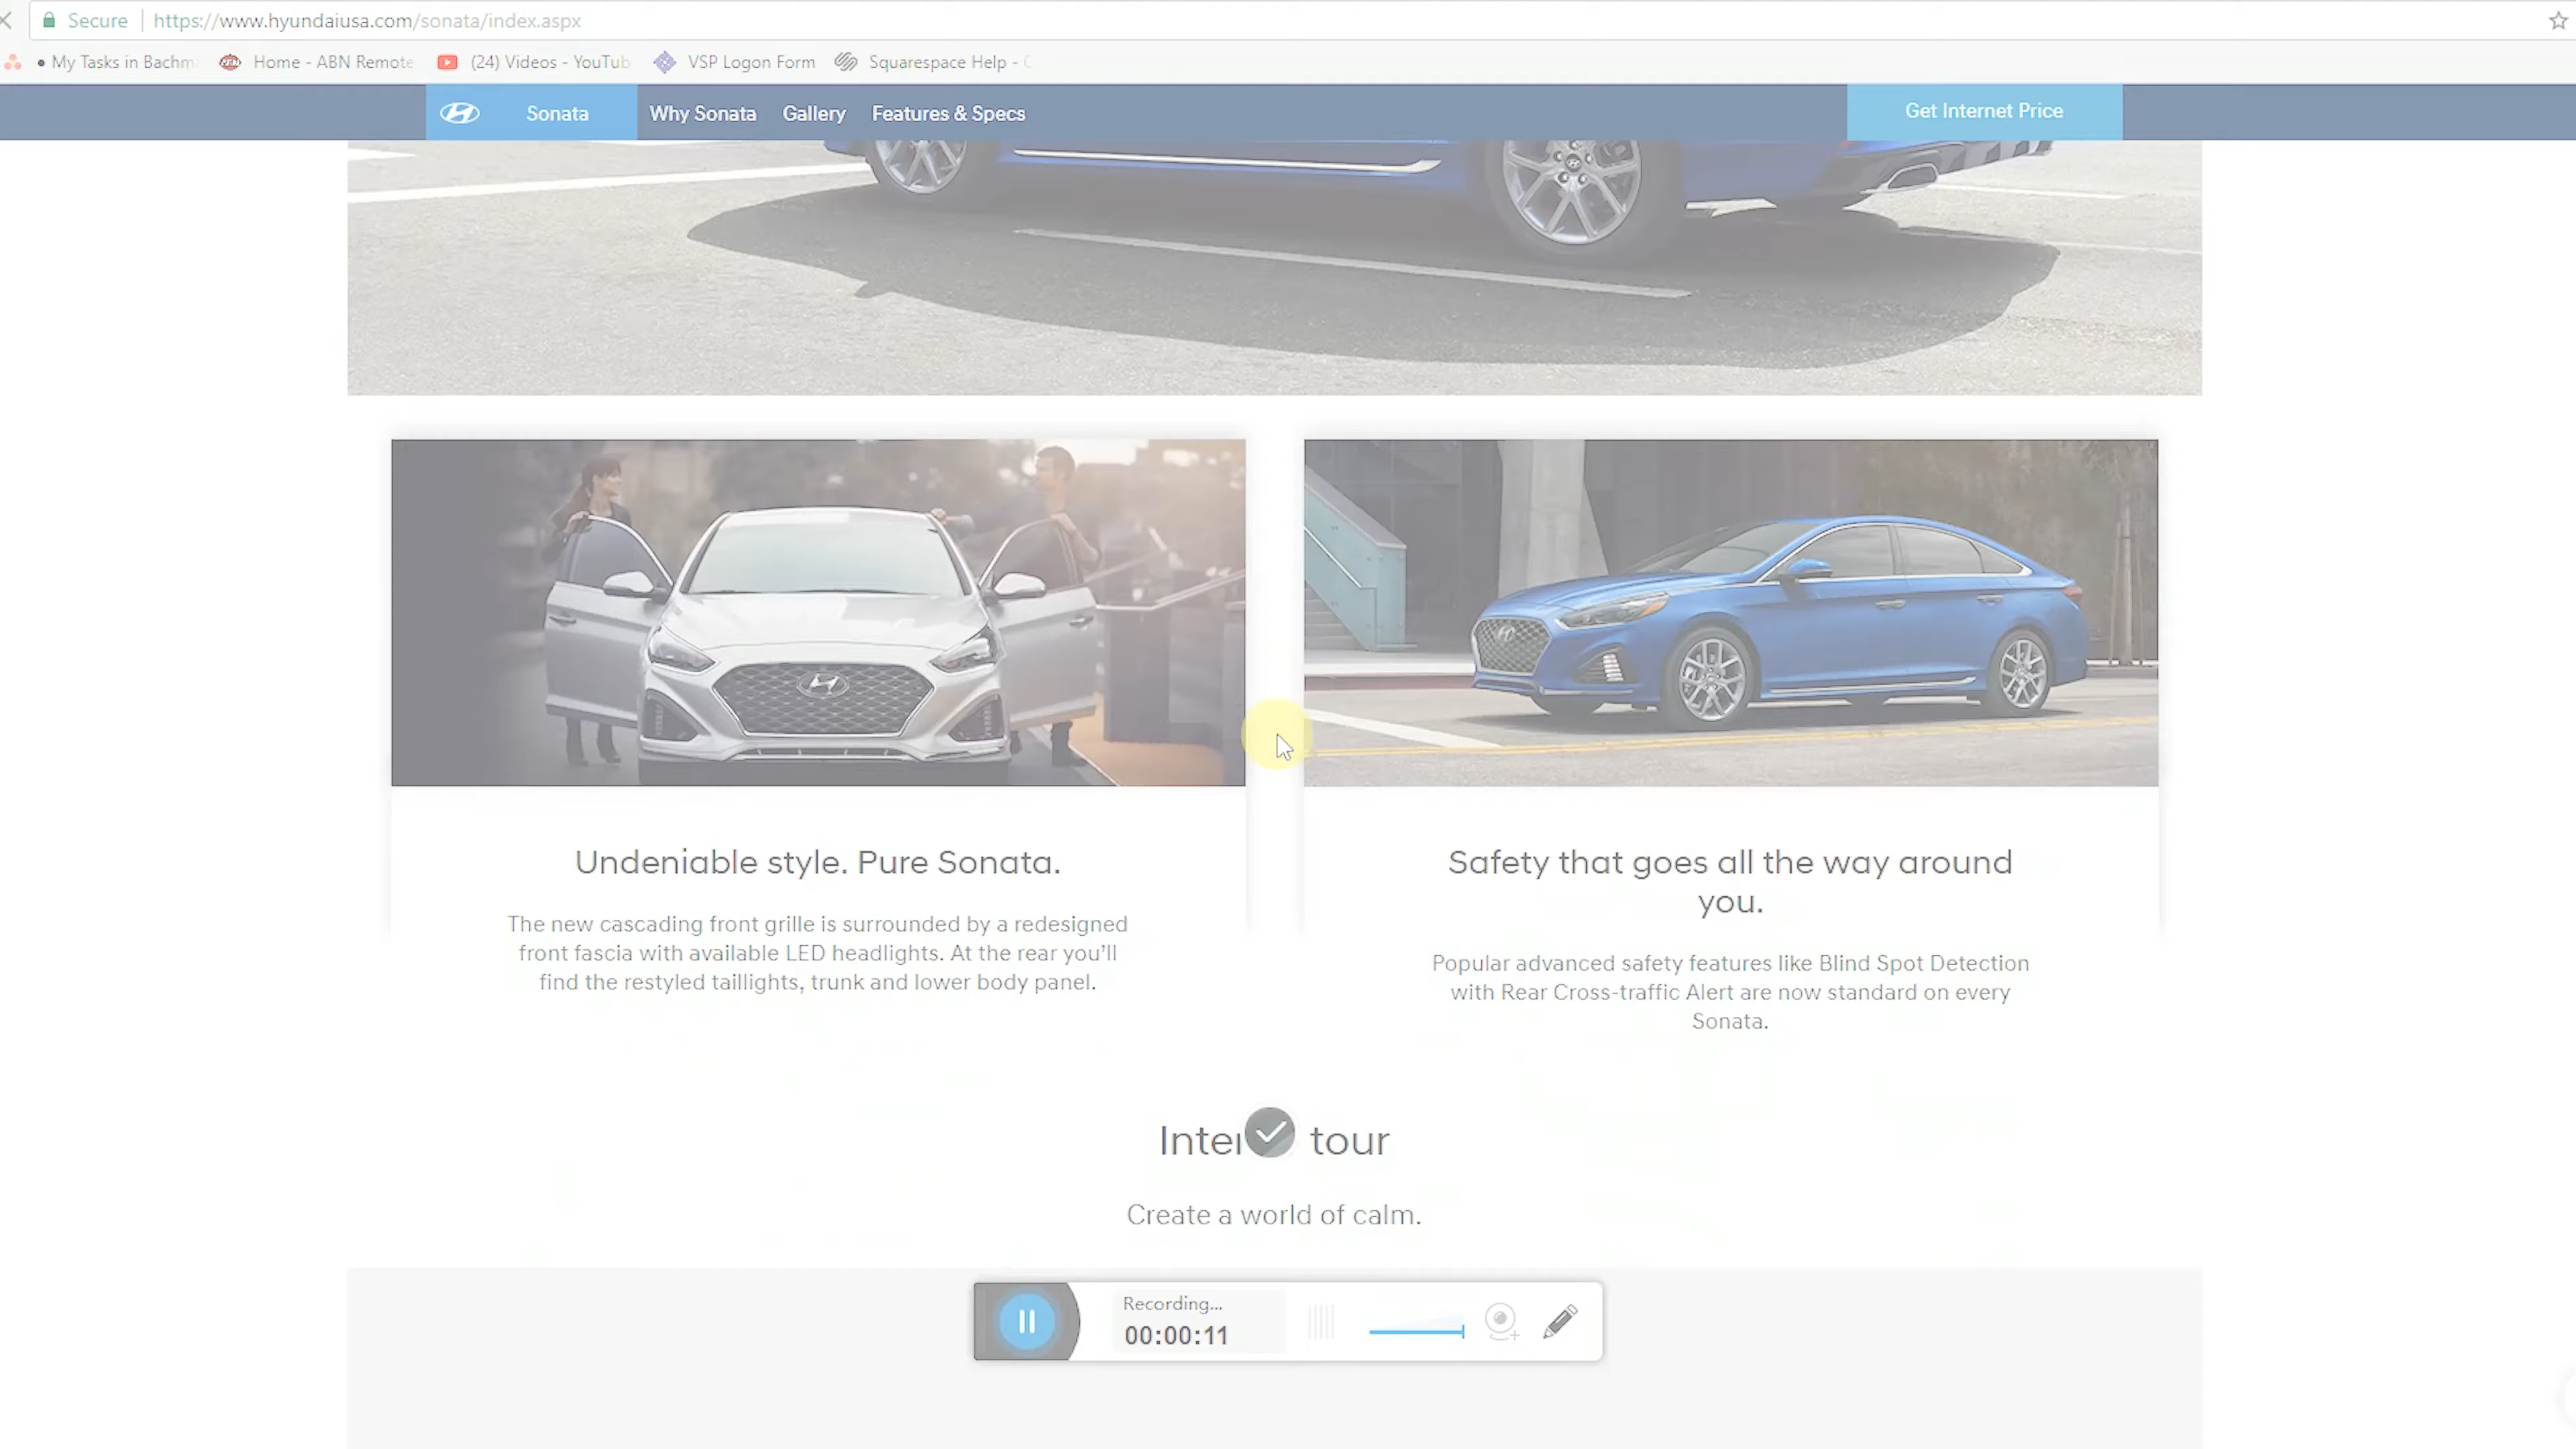 Secure https://www.hyundaiusa.com/sonata/index.aspx
My Tasks in Bachm Home - ABN Remote (24) Videos - YouTub VSP Logon Form Squarespace Help -
Sonata Why Sonata Gallery Features & Specs Get Internet Price
Undeniable style. Pure Sonata.
The new cascading front grille is surrounded by a redesigned
front fascia with available LED headlights. At the rear you'll
find the restyled taillights, trunk and lower body panel.
Safety that goes all the way around
you.
Popular advanced safety features like Blind Spot Detection
with Rear Cross-traffic Alert are now standard on every
Sonata.
tour
Create a world of calm.
Recording...
00:00:11